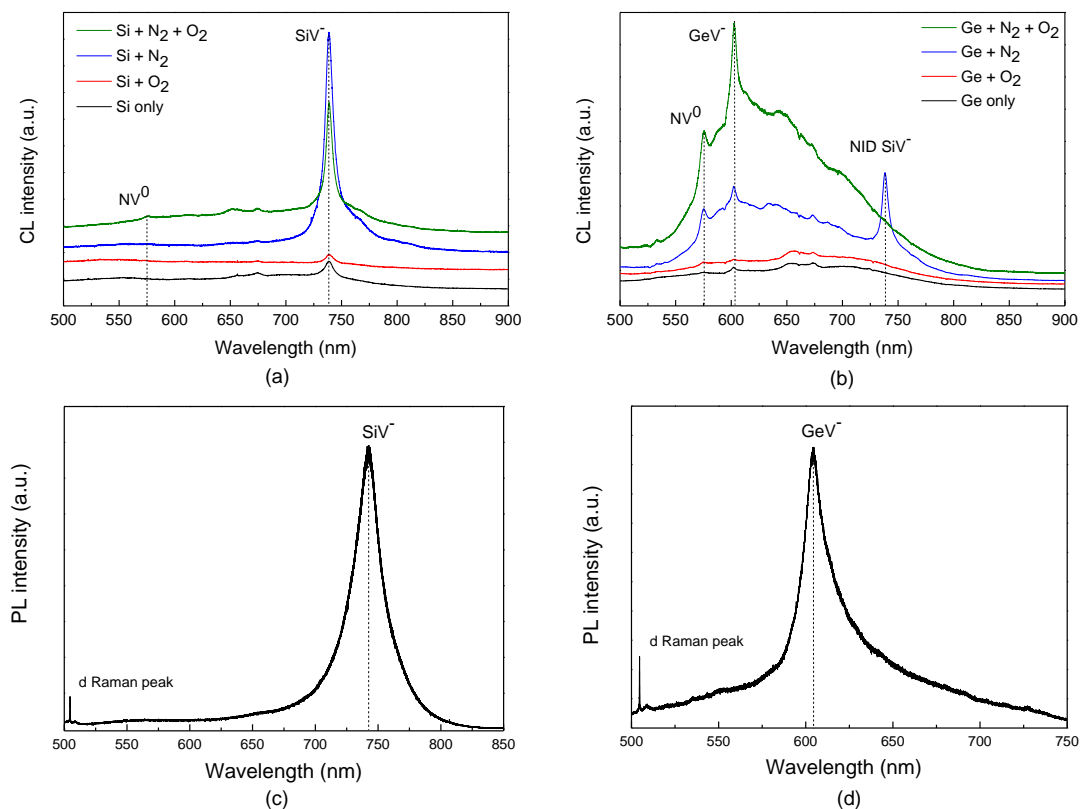 Si + N₂ + O₂
Si + N₂
Si + O₂
Si only
SiV⁻
NV⁰
CL intensity (a.u.)
500 550 600 650 700 750 800 850 900
Wavelength (nm)
(a)
Ge + N₂ + O₂
Ge + N₂
Ge + O₂
Ge only
GeV⁻
NV⁰
NID SiV⁻
CL intensity (a.u.)
500 550 600 650 700 750 800 850 900
Wavelength (nm)
(b)
SiV⁻
PL intensity (a.u.)
d Raman peak
500 550 600 650 700 750 800 850
Wavelength (nm)
(c)
GeV⁻
PL intensity (a.u.)
d Raman peak
500 550 600 650 700 750
Wavelength (nm)
(d)